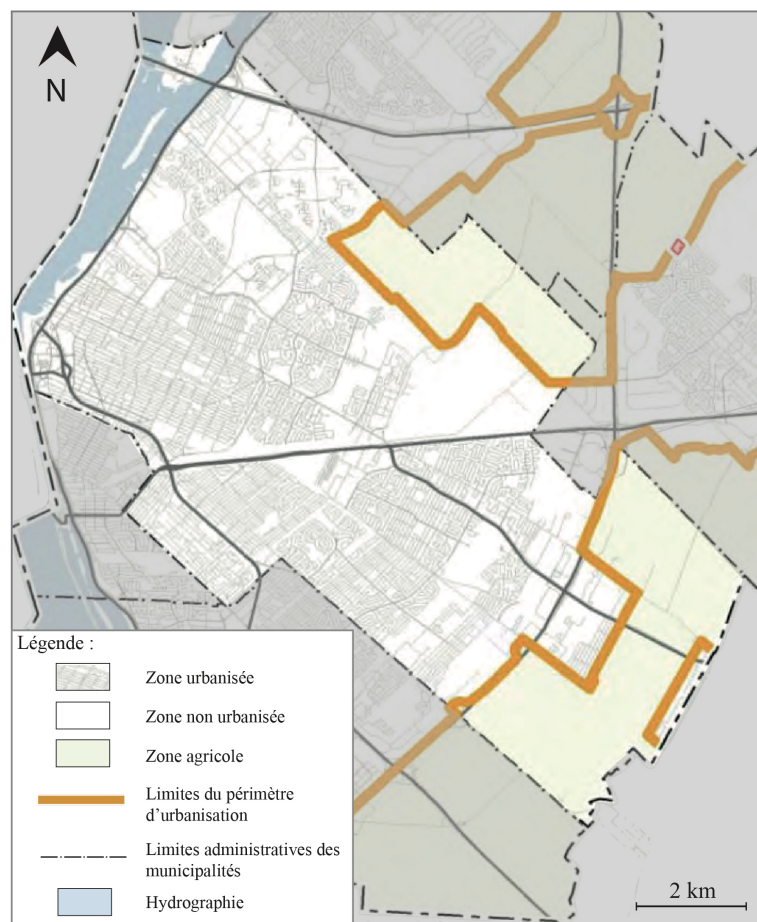 N
Légende :
Zone urbanisée
Zone non urbanisée
Zone agricole
Limites du périmètre
d'urbanisation
Limites administratives des
municipalités
Hydrographie
2 km